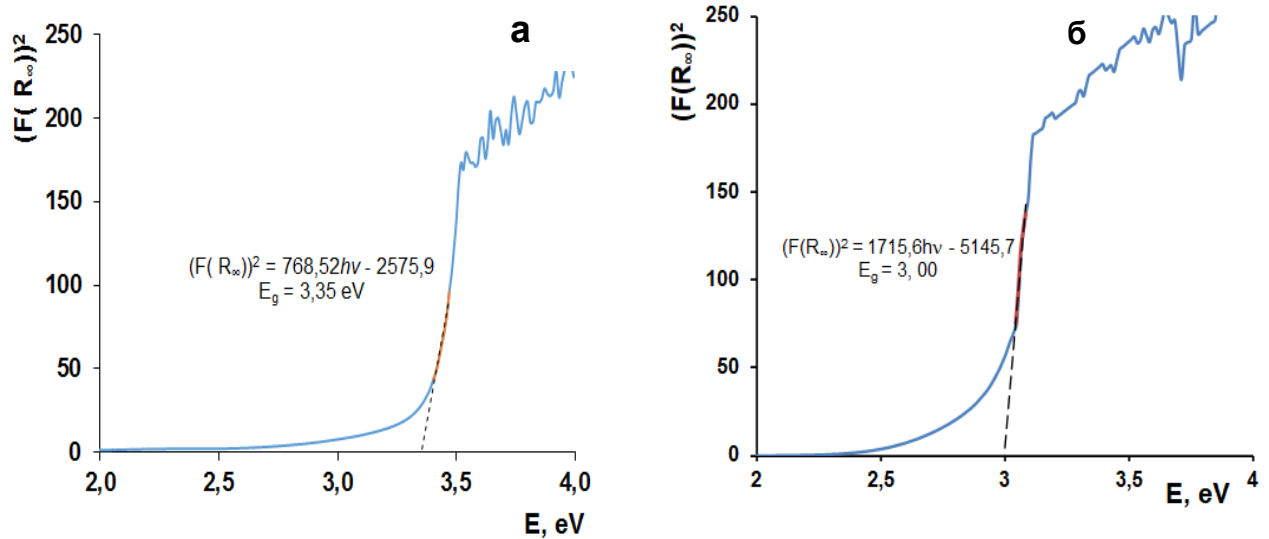 а
(F( R∞))²
250
200
150
100
50
0
(F( R∞))² = 768,52hv - 2575,9
Eg = 3,35 eV
2,0 2,5 3,0 3,5 4,0
E, eV
б
(F(R∞))²
250
200
150
100
50
0
(F(R∞))² = 1715,6hν - 5145,7
Eg = 3, 00
2 2,5 3 3,5 4
E, eV